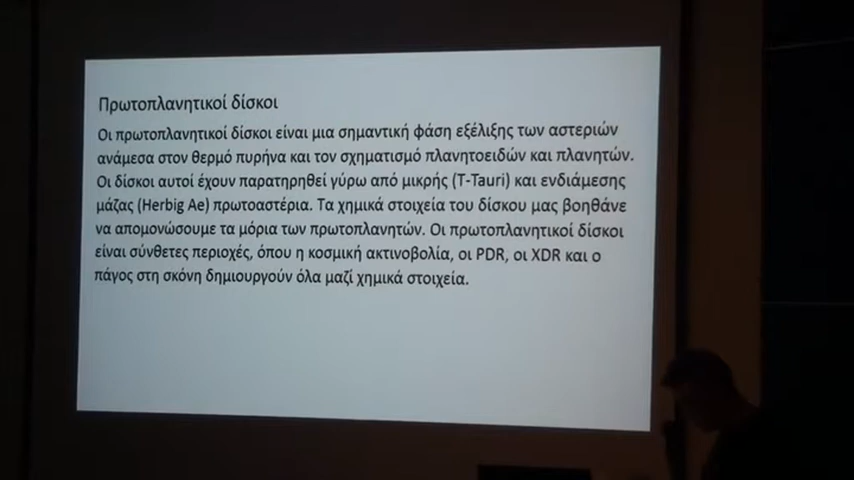 Πρωτοπλανητικοί δίσκοι
Οι πρωτοπλανητικοί δίσκοι είναι μια σημαντική φάση εξέλιξης των αστεριών
ανάμεσα στον θερμό πυρήνα και τον σχηματισμό πλανητοειδών και πλανητών.
Οι δίσκοι αυτοί έχουν παρατηρηθεί γύρω από μικρής (T-Tauri) και ενδιάμεσης
μάζας (Herbig Ae) πρωτοαστέρια. Τα χημικά στοιχεία του δίσκου μας βοηθάνε
να απομονώσουμε τα μόρια των πρωτοπλανητών. Οι πρωτοπλανητικοί δίσκοι
είναι σύνθετες περιοχές, όπου η κοσμική ακτινοβολία, οι PDR, οι XDR και ο
πάγος στη σκόνη δημιουργούν όλα μαζί χημικά στοιχεία.